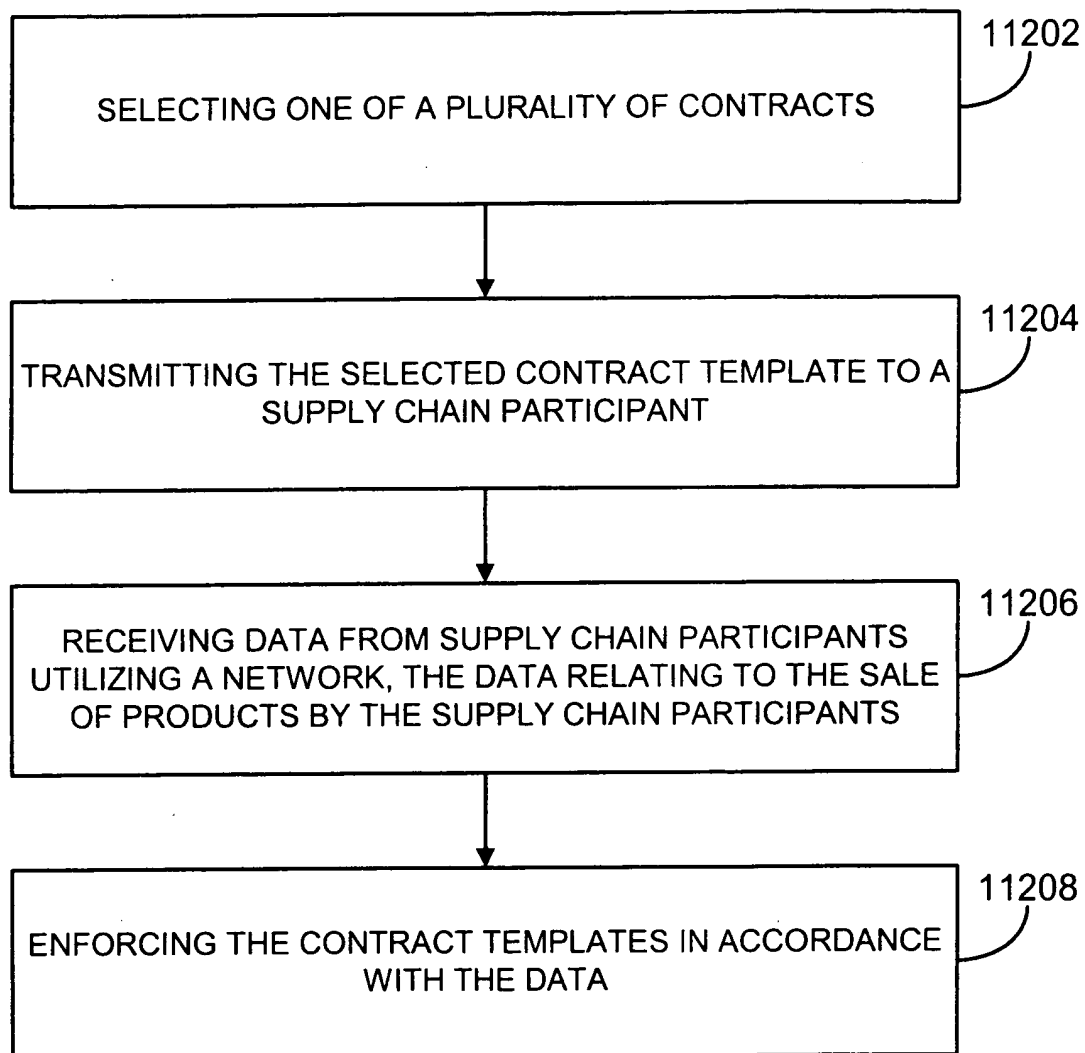 11202
SELECTING ONE OF A PLURALITY OF CONTRACTS
11204
TRANSMITTING THE SELECTED CONTRACT TEMPLATE TO A
SUPPLY CHAIN PARTICIPANT
11206
RECEIVING DATA FROM SUPPLY CHAIN PARTICIPANTS
UTILIZING A NETWORK, THE DATA RELATING TO THE SALE
OF PRODUCTS BY THE SUPPLY CHAIN PARTICIPANTS
11208
ENFORCING THE CONTRACT TEMPLATES IN ACCORDANCE
WITH THE DATA